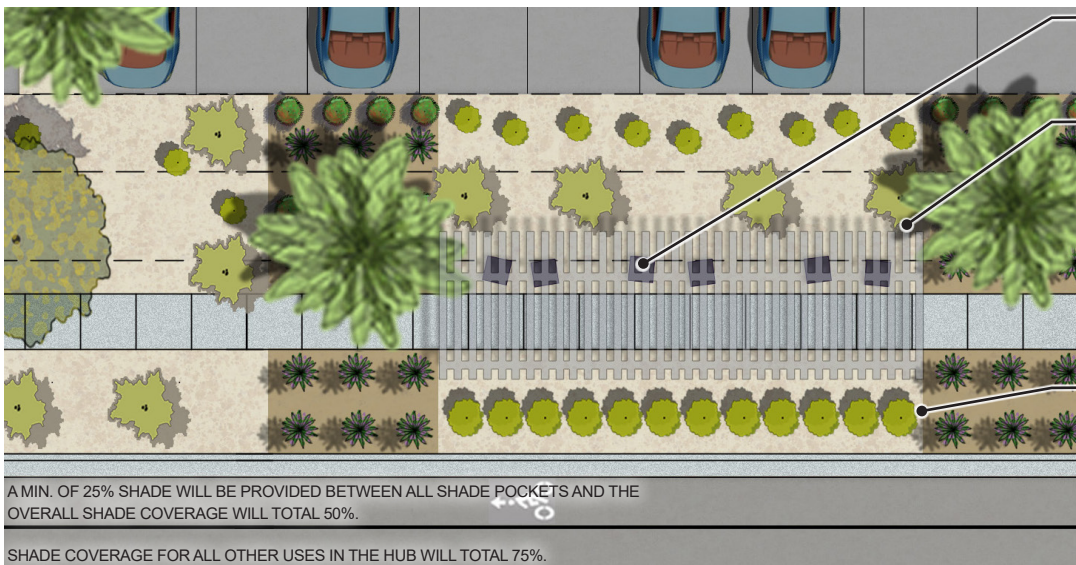 A MIN. OF 25% SHADE WILL BE PROVIDED BETWEEN ALL SHADE POCKETS AND THE
OVERALL SHADE COVERAGE WILL TOTAL 50%.
SHADE COVERAGE FOR ALL OTHER USES IN THE HUB WILL TOTAL 75%.